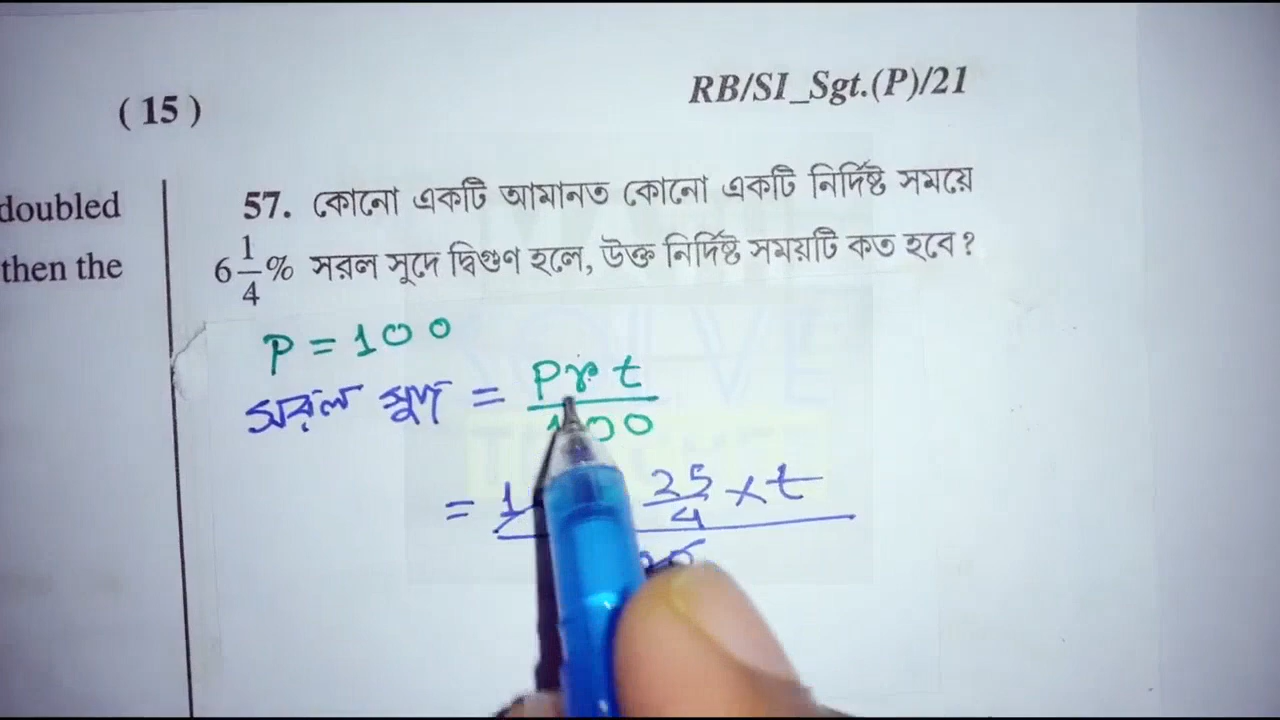 ( 15 )
RB/SI_Sgt.(P)/21
doubled
then the
57. কোনো একটি আমানত কোনো একটি নির্দিষ্ট সময়ে
6 1/4 % সরল সুদে দ্বিগুণ হলে, উক্ত নির্দিষ্ট সময়টি কত হবে ?
P = 100
সরল সুদ = Prt / 100
= 25/4 × t